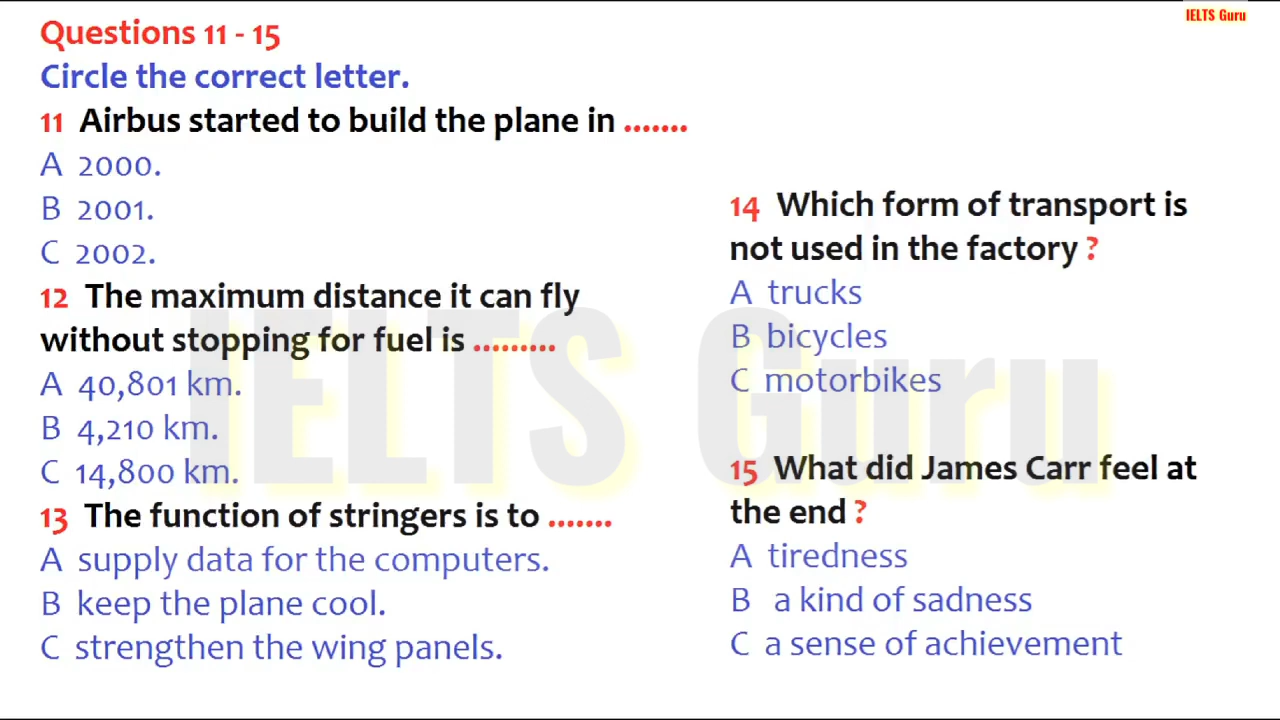 IELTS Guru
Questions 11 - 15
Circle the correct letter.
11 Airbus started to build the plane in .......
A 2000.
B 2001.
C 2002.
12 The maximum distance it can fly
without stopping for fuel is .........
A 40,801 km.
B 4,210 km.
C 14,800 km.
13 The function of stringers is to .......
A supply data for the computers.
B keep the plane cool.
C strengthen the wing panels.
14 Which form of transport is
not used in the factory ?
A trucks
B bicycles
C motorbikes
15 What did James Carr feel at
the end ?
A tiredness
B a kind of sadness
C a sense of achievement
IELTS Guru